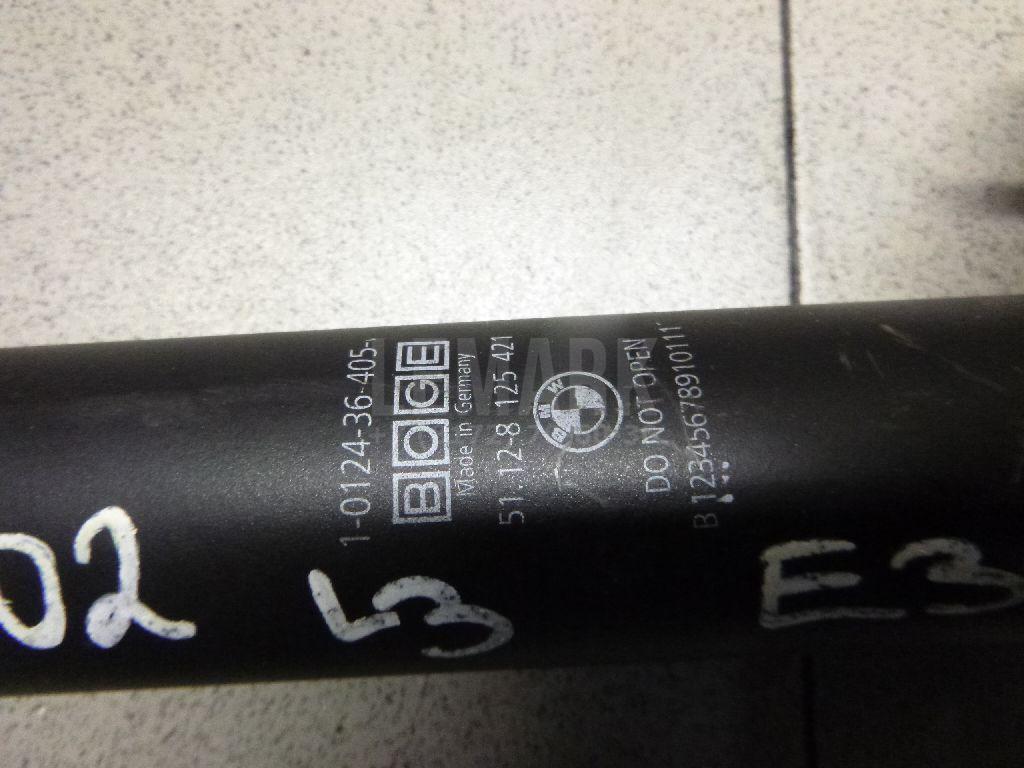 1-0124-36-405-
BOGE
Made in Germany
51.12-8 125 421
BMW
DO NOT OPEN
B 1234567891011
02 L3 E3